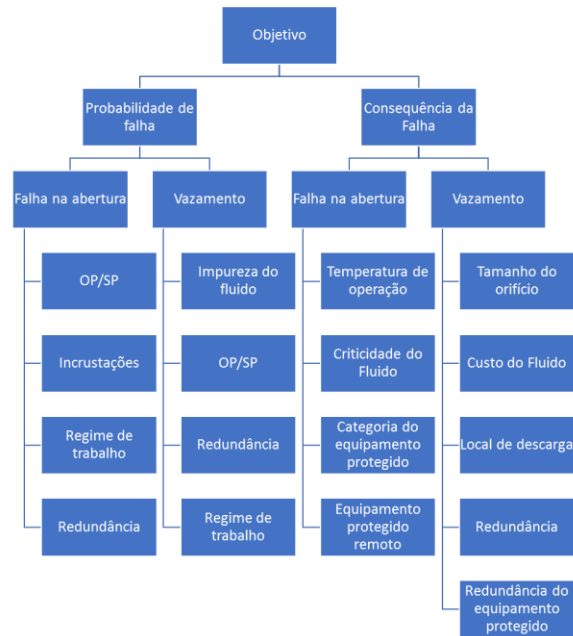 Objetivo
Probabilidade de
falha
Consequência da
Falha
Falha na abertura
Vazamento
Falha na abertura
Vazamento
OP/SP
Impureza do
fluido
Temperatura de
operação
Tamanho do
orifício
Incrustações
OP/SP
Criticidade do
Fluido
Custo do Fluido
Regime de
trabalho
Redundância
Categoria do
equipamento
protegido
Local de descarga
Redundância
Regime de
trabalho
Equipamento
protegido
remoto
Redundância
Redundância do
equipamento
protegido